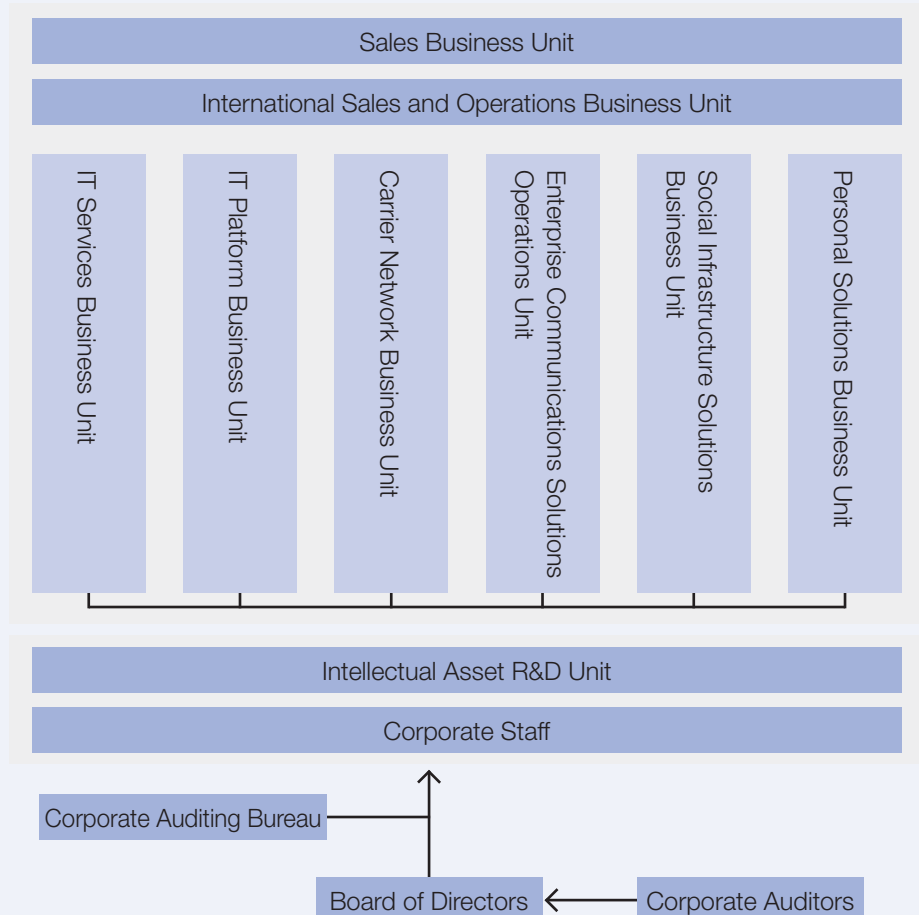 Sales Business Unit
International Sales and Operations Business Unit
IT Services Business Unit
IT Platform Business Unit
Carrier Network Business Unit
Enterprise Communications Solutions
Operations Unit
Social Infrastructure Solutions
Business Unit
Personal Solutions Business Unit
Intellectual Asset R&D Unit
Corporate Staff
Corporate Auditing Bureau
Board of Directors
Corporate Auditors